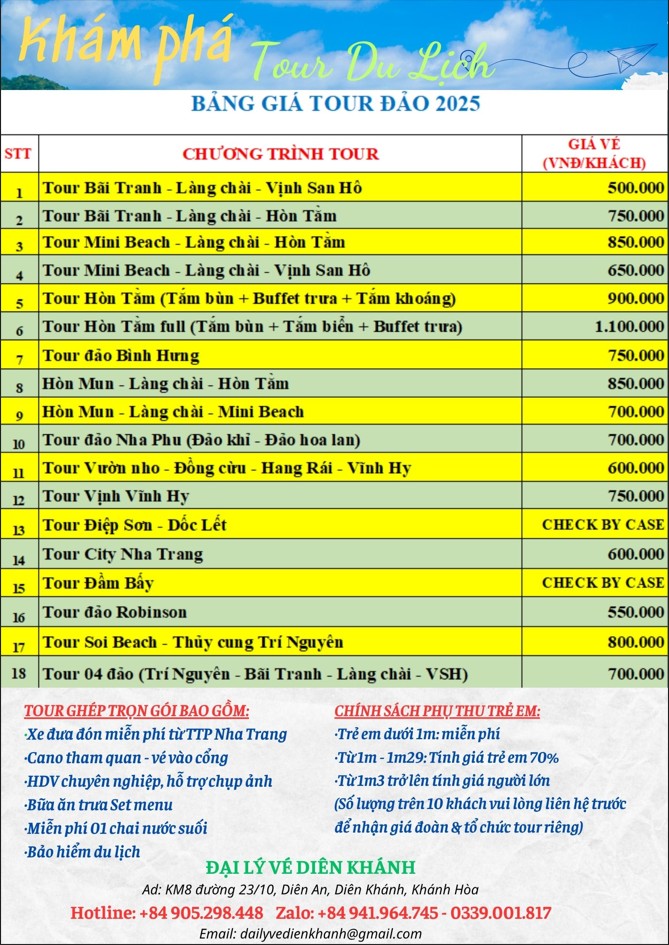 Khám phá
Tour Du Lịch
BẢNG GIÁ TOUR ĐẢO 2025
STT CHƯƠNG TRÌNH TOUR GIÁ VÉ (VNĐ/KHÁCH)
1 Tour Bãi Tranh - Làng chài - Vịnh San Hô 500.000
2 Tour Bãi Tranh - Làng chài - Hòn Tằm 750.000
3 Tour Mini Beach - Làng chài - Hòn Tằm 850.000
4 Tour Mini Beach - Làng chài - Vịnh San Hô 650.000
5 Tour Hòn Tằm (Tắm bùn + Buffet trưa + Tắm khoáng) 900.000
6 Tour Hòn Tằm full (Tắm bùn + Tắm biển + Buffet trưa) 1.100.000
7 Tour đảo Bình Hưng 750.000
8 Hòn Mun - Làng chài - Hòn Tằm 850.000
9 Hòn Mun - Làng chài - Mini Beach 700.000
10 Tour đảo Nha Phu (Đảo khỉ - Đảo hoa lan) 700.000
11 Tour Vườn nho - Đồng cừu - Hang Rái - Vĩnh Hy 600.000
12 Tour Vịnh Vĩnh Hy 750.000
13 Tour Điệp Sơn - Dốc Lết CHECK BY CASE
14 Tour City Nha Trang 600.000
15 Tour Đầm Bấy CHECK BY CASE
16 Tour đảo Robinson 550.000
17 Tour Soi Beach - Thủy cung Trí Nguyên 800.000
18 Tour 04 đảo (Trí Nguyên - Bãi Tranh - Làng chài - VSH) 700.000
TOUR GHÉP TRỌN GÓI BAO GỒM:
·Xe đưa đón miễn phí từ TTP Nha Trang
·Cano tham quan - vé vào cổng
·HDV chuyên nghiệp, hỗ trợ chụp ảnh
·Bữa ăn trưa Set menu
·Miễn phí 01 chai nước suối
·Bảo hiểm du lịch
CHÍNH SÁCH PHỤ THU TRẺ EM:
·Trẻ em dưới 1m: miễn phí
·Từ 1m - 1m29: Tính giá trẻ em 70%
·Từ 1m3 trở lên tính giá người lớn
(Số lượng trên 10 khách vui lòng liên hệ trước
để nhận giá đoàn & tổ chức tour riêng)
ĐẠI LÝ VÉ DIÊN KHÁNH
Ad: KM8 đường 23/10, Diên An, Diên Khánh, Khánh Hòa
Hotline: +84 905.298.448 Zalo: +84 941.964.745 - 0339.001.817
Email: dailyvedienkhanh@gmail.com